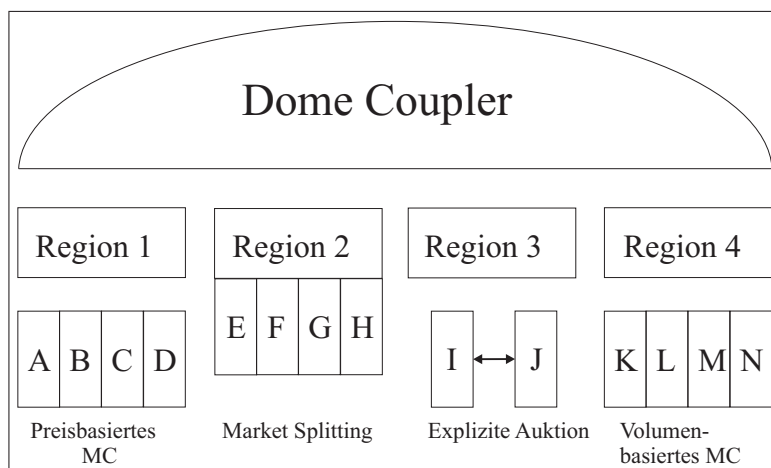 Dome Coupler
Region 1 Region 2 Region 3 Region 4
E F G H
A B C D I J K L M N
Preisbasiertes Market Splitting Explizite Auktion Volumen-
MC basiertes MC